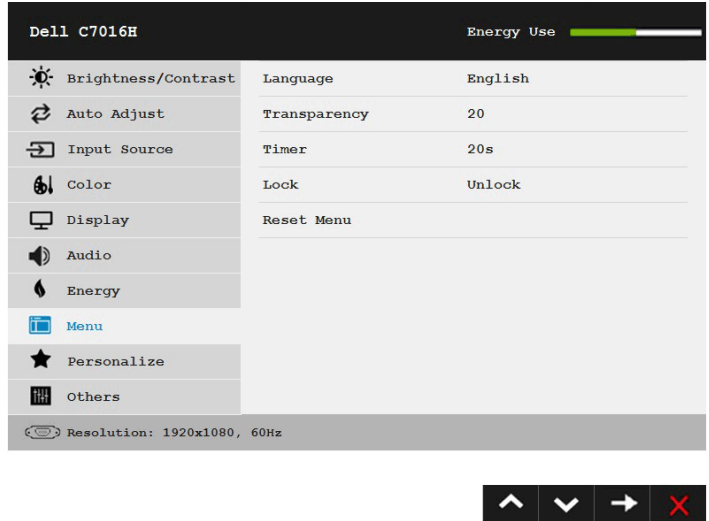 Dell C7016H
Energy Use
Brightness/Contrast
Auto Adjust
Input Source
Color
Display
Audio
Energy
Menu
Personalize
Others
Language English
Transparency 20
Timer 20s
Lock Unlock
Reset Menu
Resolution: 1920x1080, 60Hz